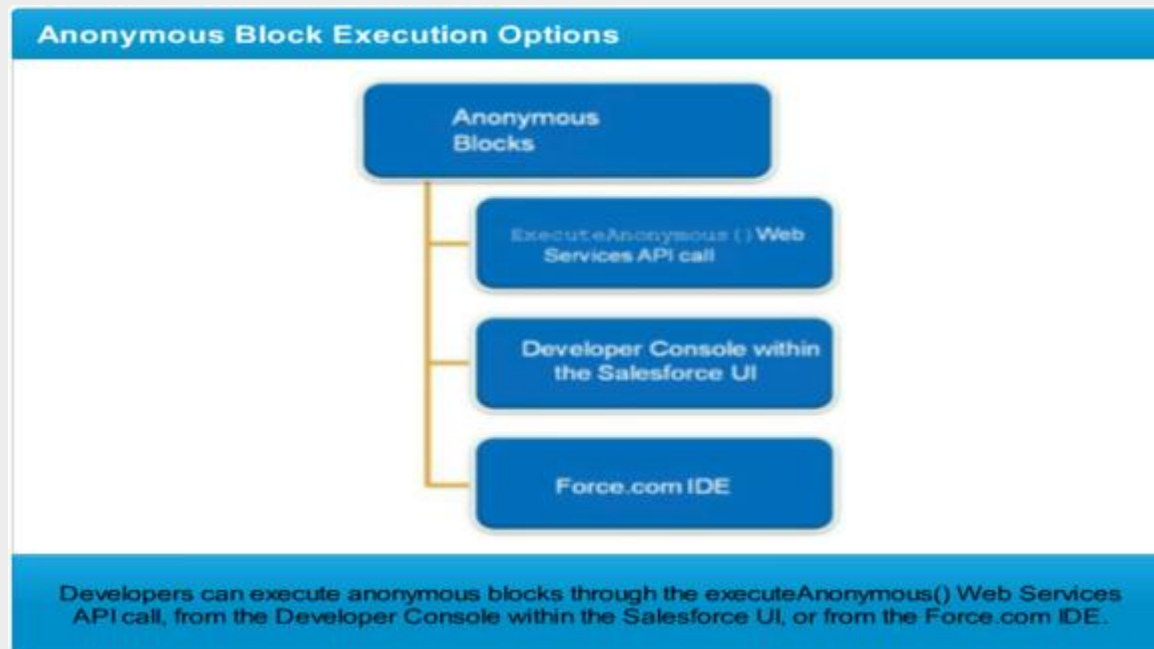 Anonymous Block Execution Options
Anonymous
Blocks
ExecuteAnonymous() Web
Services API call
Developer Console within
the Salesforce UI
Force.com IDE
Developers can execute anonymous blocks through the executeAnonymous() Web Services
API call, from the Developer Console within the Salesforce UI, or from the Force.com IDE.